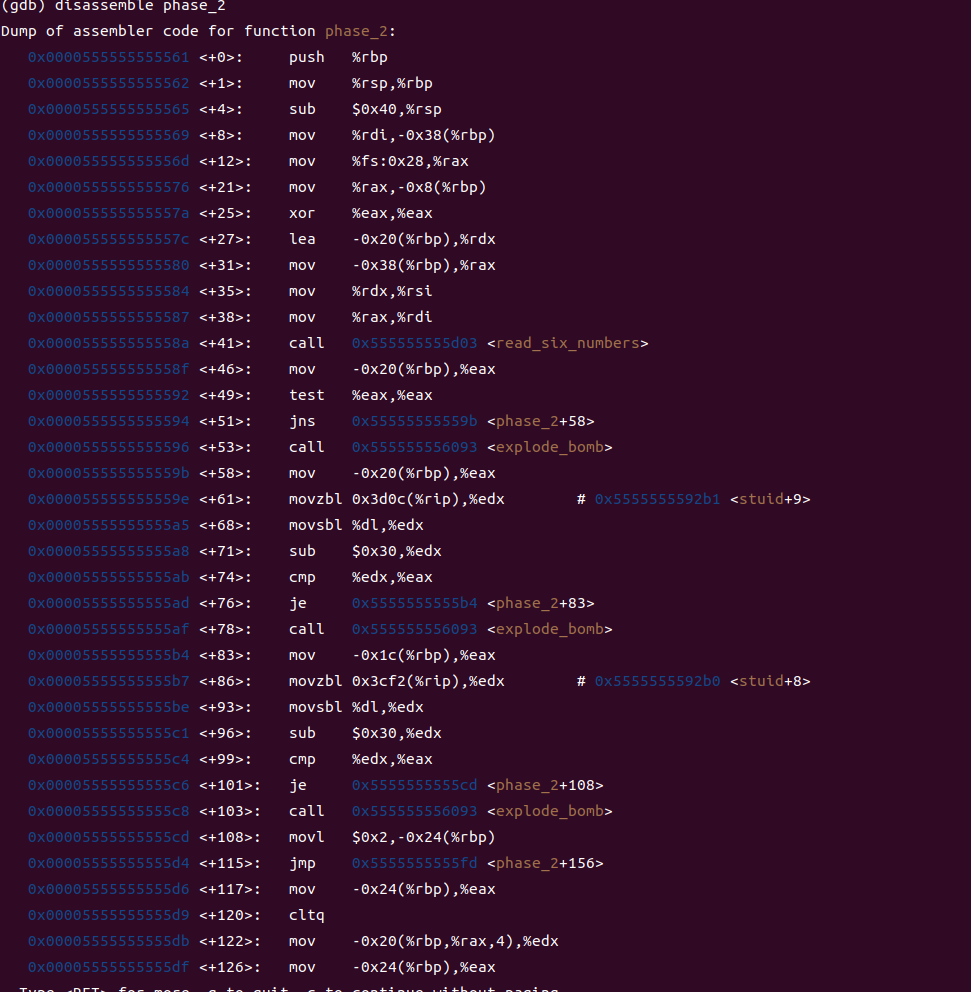 (gdb) disassemble phase_2
Dump of assembler code for function phase_2:
0x0000555555555561 <+0>: push %rbp
0x0000555555555562 <+1>: mov %rsp,%rbp
0x0000555555555565 <+4>: sub $0x40,%rsp
0x0000555555555569 <+8>: mov %rdi,-0x38(%rbp)
0x000055555555556d <+12>: mov %fs:0x28,%rax
0x0000555555555576 <+21>: mov %rax,-0x8(%rbp)
0x000055555555557a <+25>: xor %eax,%eax
0x000055555555557c <+27>: lea -0x20(%rbp),%rdx
0x0000555555555580 <+31>: mov -0x38(%rbp),%rax
0x0000555555555584 <+35>: mov %rdx,%rsi
0x0000555555555587 <+38>: mov %rax,%rdi
0x000055555555558a <+41>: call 0x555555555d03 <read_six_numbers>
0x000055555555558f <+46>: mov -0x20(%rbp),%eax
0x0000555555555592 <+49>: test %eax,%eax
0x0000555555555594 <+51>: jns 0x55555555559b <phase_2+58>
0x0000555555555596 <+53>: call 0x555555556093 <explode_bomb>
0x000055555555559b <+58>: mov -0x20(%rbp),%eax
0x000055555555559e <+61>: movzbl 0x3d0c(%rip),%edx # 0x5555555592b1 <stuid+9>
0x00005555555555a5 <+68>: movsbl %dl,%edx
0x00005555555555a8 <+71>: sub $0x30,%edx
0x00005555555555ab <+74>: cmp %edx,%eax
0x00005555555555ad <+76>: je 0x5555555555b4 <phase_2+83>
0x00005555555555af <+78>: call 0x555555556093 <explode_bomb>
0x00005555555555b4 <+83>: mov -0x1c(%rbp),%eax
0x00005555555555b7 <+86>: movzbl 0x3cf2(%rip),%edx # 0x5555555592b0 <stuid+8>
0x00005555555555be <+93>: movsbl %dl,%edx
0x00005555555555c1 <+96>: sub $0x30,%edx
0x00005555555555c4 <+99>: cmp %edx,%eax
0x00005555555555c6 <+101>: je 0x5555555555cd <phase_2+108>
0x00005555555555c8 <+103>: call 0x555555556093 <explode_bomb>
0x00005555555555cd <+108>: movl $0x2,-0x24(%rbp)
0x00005555555555d4 <+115>: jmp 0x5555555555fd <phase_2+156>
0x00005555555555d6 <+117>: mov -0x24(%rbp),%eax
0x00005555555555d9 <+120>: cltq
0x00005555555555db <+122>: mov -0x20(%rbp,%rax,4),%edx
0x00005555555555df <+126>: mov -0x24(%rbp),%eax
--Type <RET> for more, q to quit, c to continue without paging--